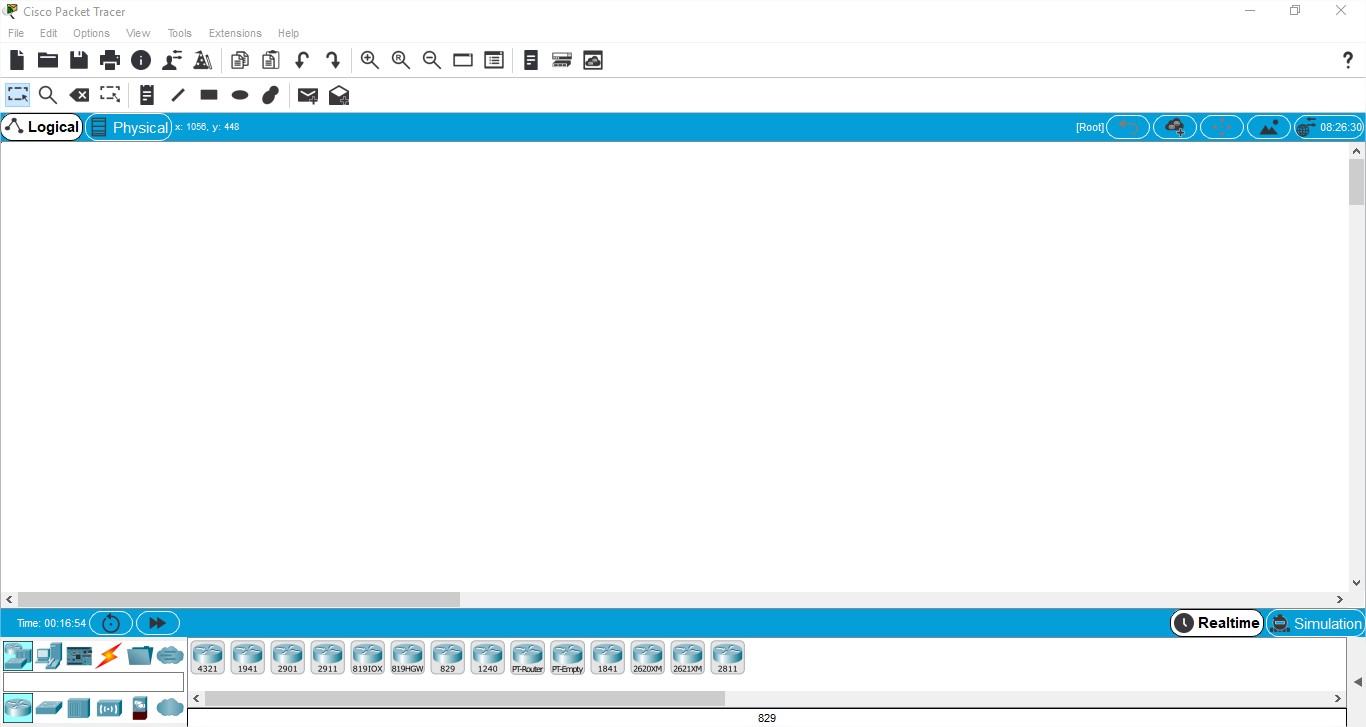 Cisco Packet Tracer
File Edit Options View Tools Extensions Help
Logical Physical x: 1056, y: 448 [Root] 08:26:30
Time: 00:16:54 Realtime Simulation
4321 1941 2901 2911 819IOX 819HGW 829 1240 PT-Router PT-Empty 1841 2620XM 2621XM 2811
829